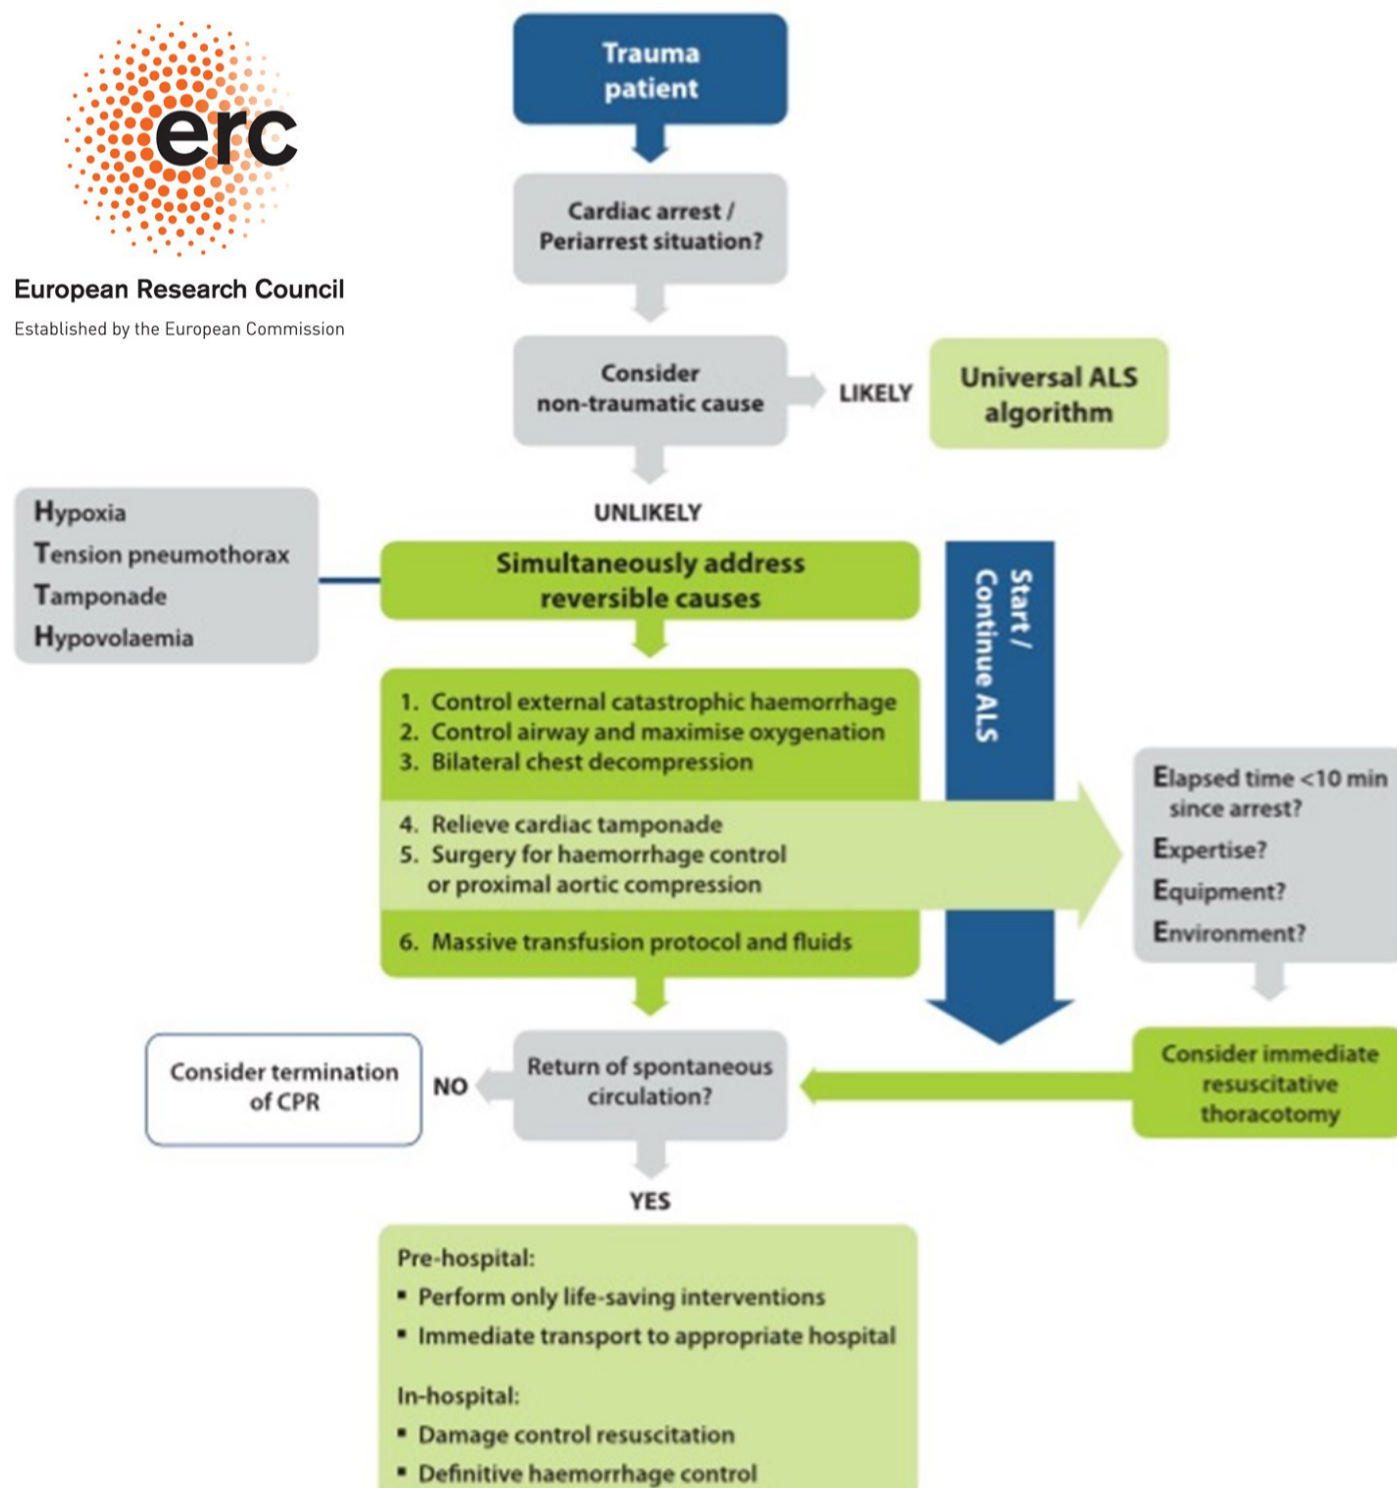 erc
European Research Council
Established by the European Commission
Trauma
patient
Cardiac arrest /
Periarrest situation?
Consider
non-traumatic cause
LIKELY
Universal ALS
algorithm
UNLIKELY
Hypoxia
Tension pneumothorax
Tamponade
Hypovolaemia
Simultaneously address
reversible causes
Start /
Continue ALS
1. Control external catastrophic haemorrhage
2. Control airway and maximise oxygenation
3. Bilateral chest decompression
4. Relieve cardiac tamponade
5. Surgery for haemorrhage control
or proximal aortic compression
6. Massive transfusion protocol and fluids
Elapsed time <10 min
since arrest?
Expertise?
Equipment?
Environment?
Consider immediate
resuscitative
thoracotomy
Return of spontaneous
circulation?
NO
Consider termination
of CPR
YES
Pre-hospital:
▪ Perform only life-saving interventions
▪ Immediate transport to appropriate hospital
In-hospital:
▪ Damage control resuscitation
▪ Definitive haemorrhage control